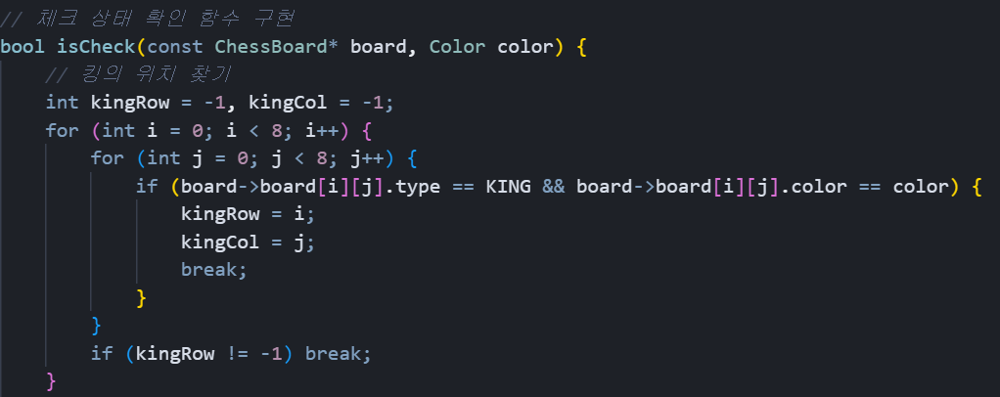 // 체크 상태 확인 함수 구현
bool isCheck(const ChessBoard* board, Color color) {
    // 킹의 위치 찾기
    int kingRow = -1, kingCol = -1;
    for (int i = 0; i < 8; i++) {
        for (int j = 0; j < 8; j++) {
            if (board->board[i][j].type == KING && board->board[i][j].color == color) {
                kingRow = i;
                kingCol = j;
                break;
            }
        }
        if (kingRow != -1) break;
    }